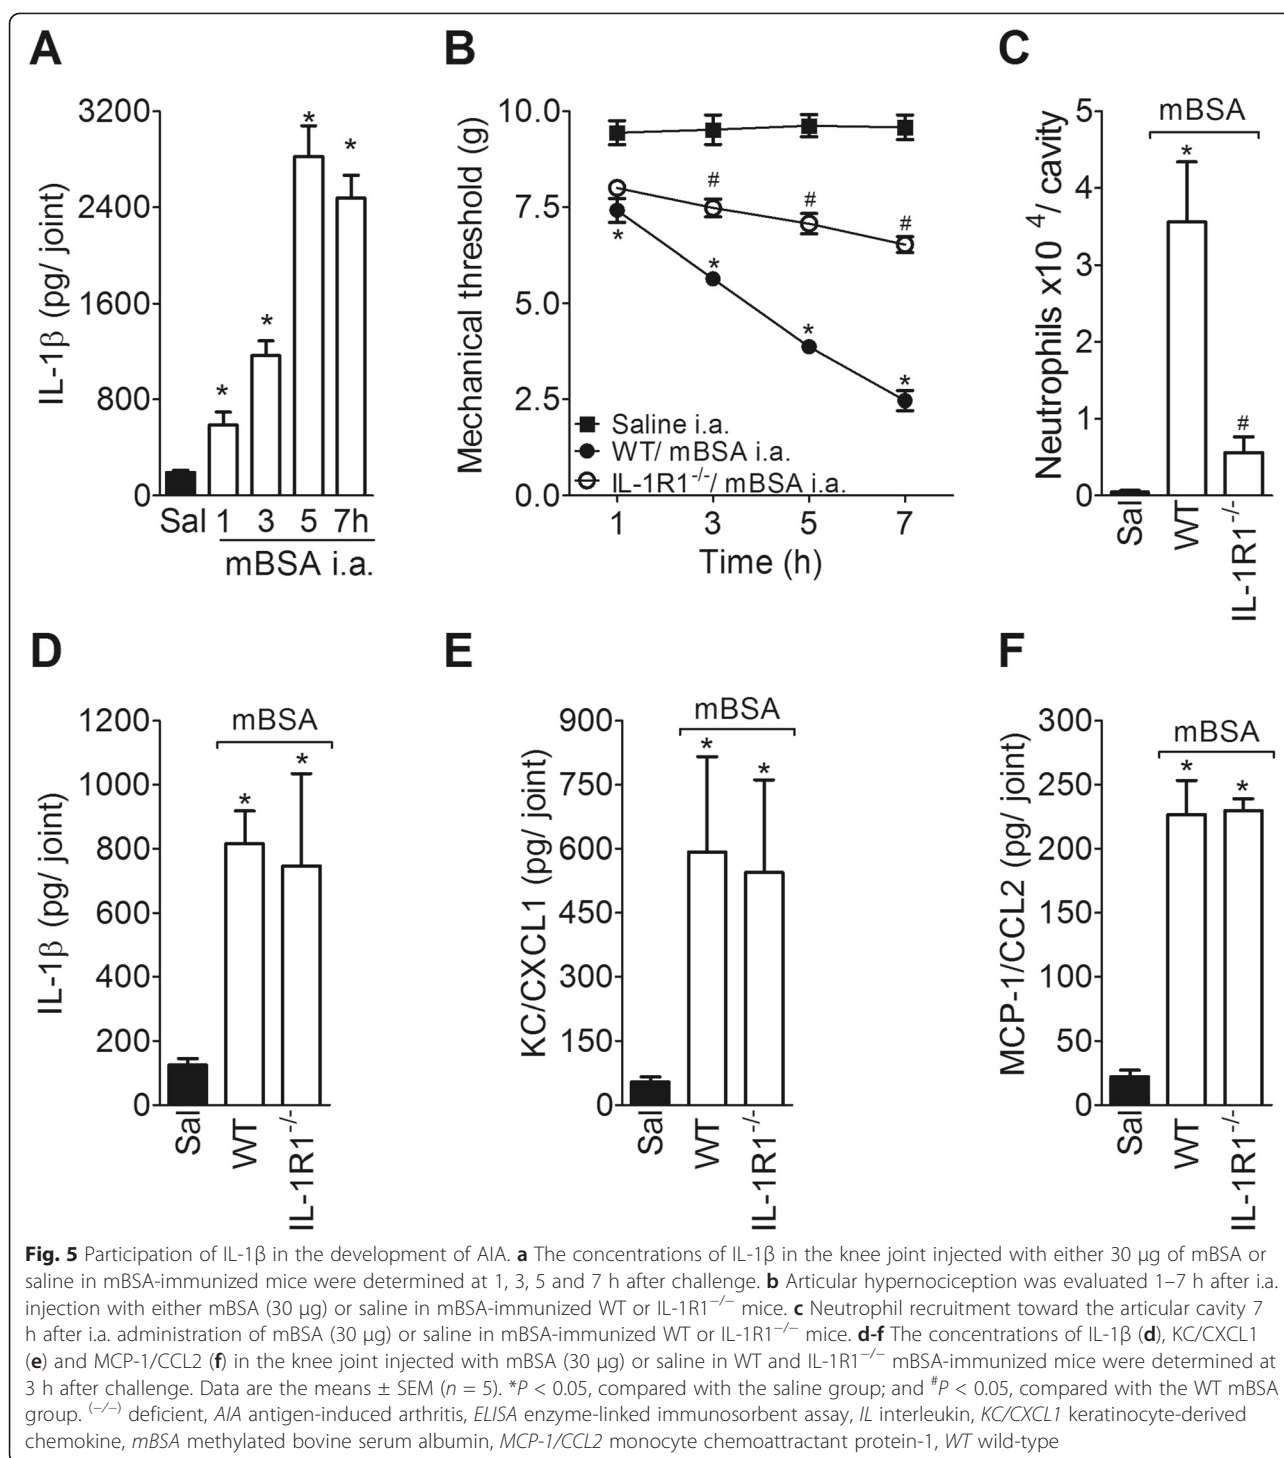 A
IL-1β (pg/ joint)
3200
2400
1600
800
0
*
*
*
*
Sal 1 3 5 7h
mBSA i.a.
B
Mechanical threshold (g)
10.0
7.5
5.0
2.5
0.0
#
#
#
*
*
*
*
Saline i.a.
WT/ mBSA i.a.
IL-1R1-/-/ mBSA i.a.
1 3 5 7
Time (h)
C
Neutrophils x10 4/ cavity
5
4
3
2
1
0
mBSA
*
#
Sal
WT
IL-1R1-/-
D
IL-1β (pg/ joint)
1200
1000
800
600
400
200
0
mBSA
*
*
Sal
WT
IL-1R1-/-
E
KC/CXCL1 (pg/ joint)
900
750
600
450
300
150
0
mBSA
*
*
Sal
WT
IL-1R1-/-
F
MCP-1/CCL2 (pg/ joint)
300
250
200
150
100
50
0
mBSA
*
*
Sal
WT
IL-1R1-/-
Fig. 5 Participation of IL-1β in the development of AIA. a The concentrations of IL-1β in the knee joint injected with either 30 µg of mBSA or
saline in mBSA-immunized mice were determined at 1, 3, 5 and 7 h after challenge. b Articular hypernociception was evaluated 1–7 h after i.a.
injection with either mBSA (30 µg) or saline in mBSA-immunized WT or IL-1R1−/− mice. c Neutrophil recruitment toward the articular cavity 7
h after i.a. administration of mBSA (30 µg) or saline in mBSA-immunized WT or IL-1R1−/− mice. d-f The concentrations of IL-1β (d), KC/CXCL1
(e) and MCP-1/CCL2 (f) in the knee joint injected with mBSA (30 µg) or saline in WT and IL-1R1−/− mBSA-immunized mice were determined at
3 h after challenge. Data are the means ± SEM (n = 5). *P < 0.05, compared with the saline group; and #P < 0.05, compared with the WT mBSA
group. (−/−) deficient, AIA antigen-induced arthritis, ELISA enzyme-linked immunosorbent assay, IL interleukin, KC/CXCL1 keratinocyte-derived
chemokine, mBSA methylated bovine serum albumin, MCP-1/CCL2 monocyte chemoattractant protein-1, WT wild-type